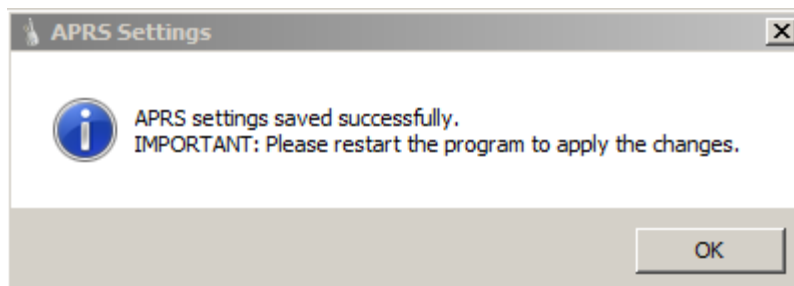 APRS Settings
APRS settings saved successfully.
IMPORTANT: Please restart the program to apply the changes.
OK